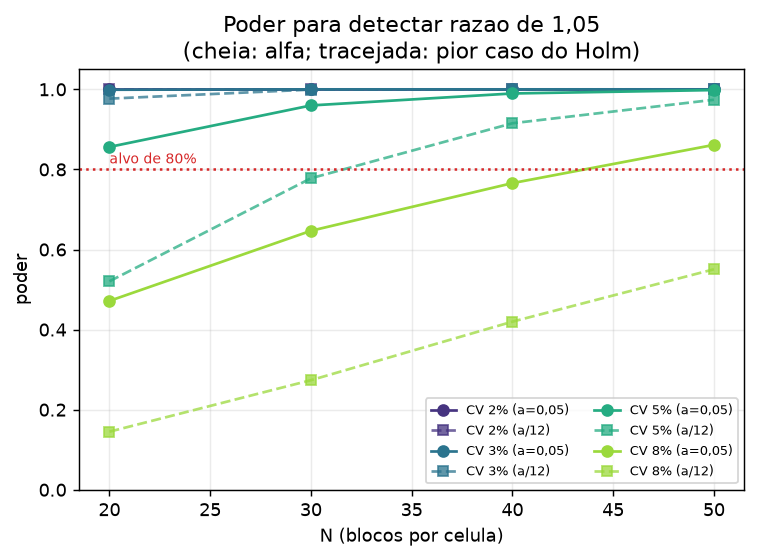 Poder para detectar razao de 1,05
(cheia: alfa; tracejada: pior caso do Holm)
1.0
0.8
0.6
0.4
0.2
0.0
poder
alvo de 80%
CV 2% (a=0,05)
CV 2% (a/12)
CV 3% (a=0,05)
CV 3% (a/12)
CV 5% (a=0,05)
CV 5% (a/12)
CV 8% (a=0,05)
CV 8% (a/12)
20 25 30 35 40 45 50
N (blocos por celula)